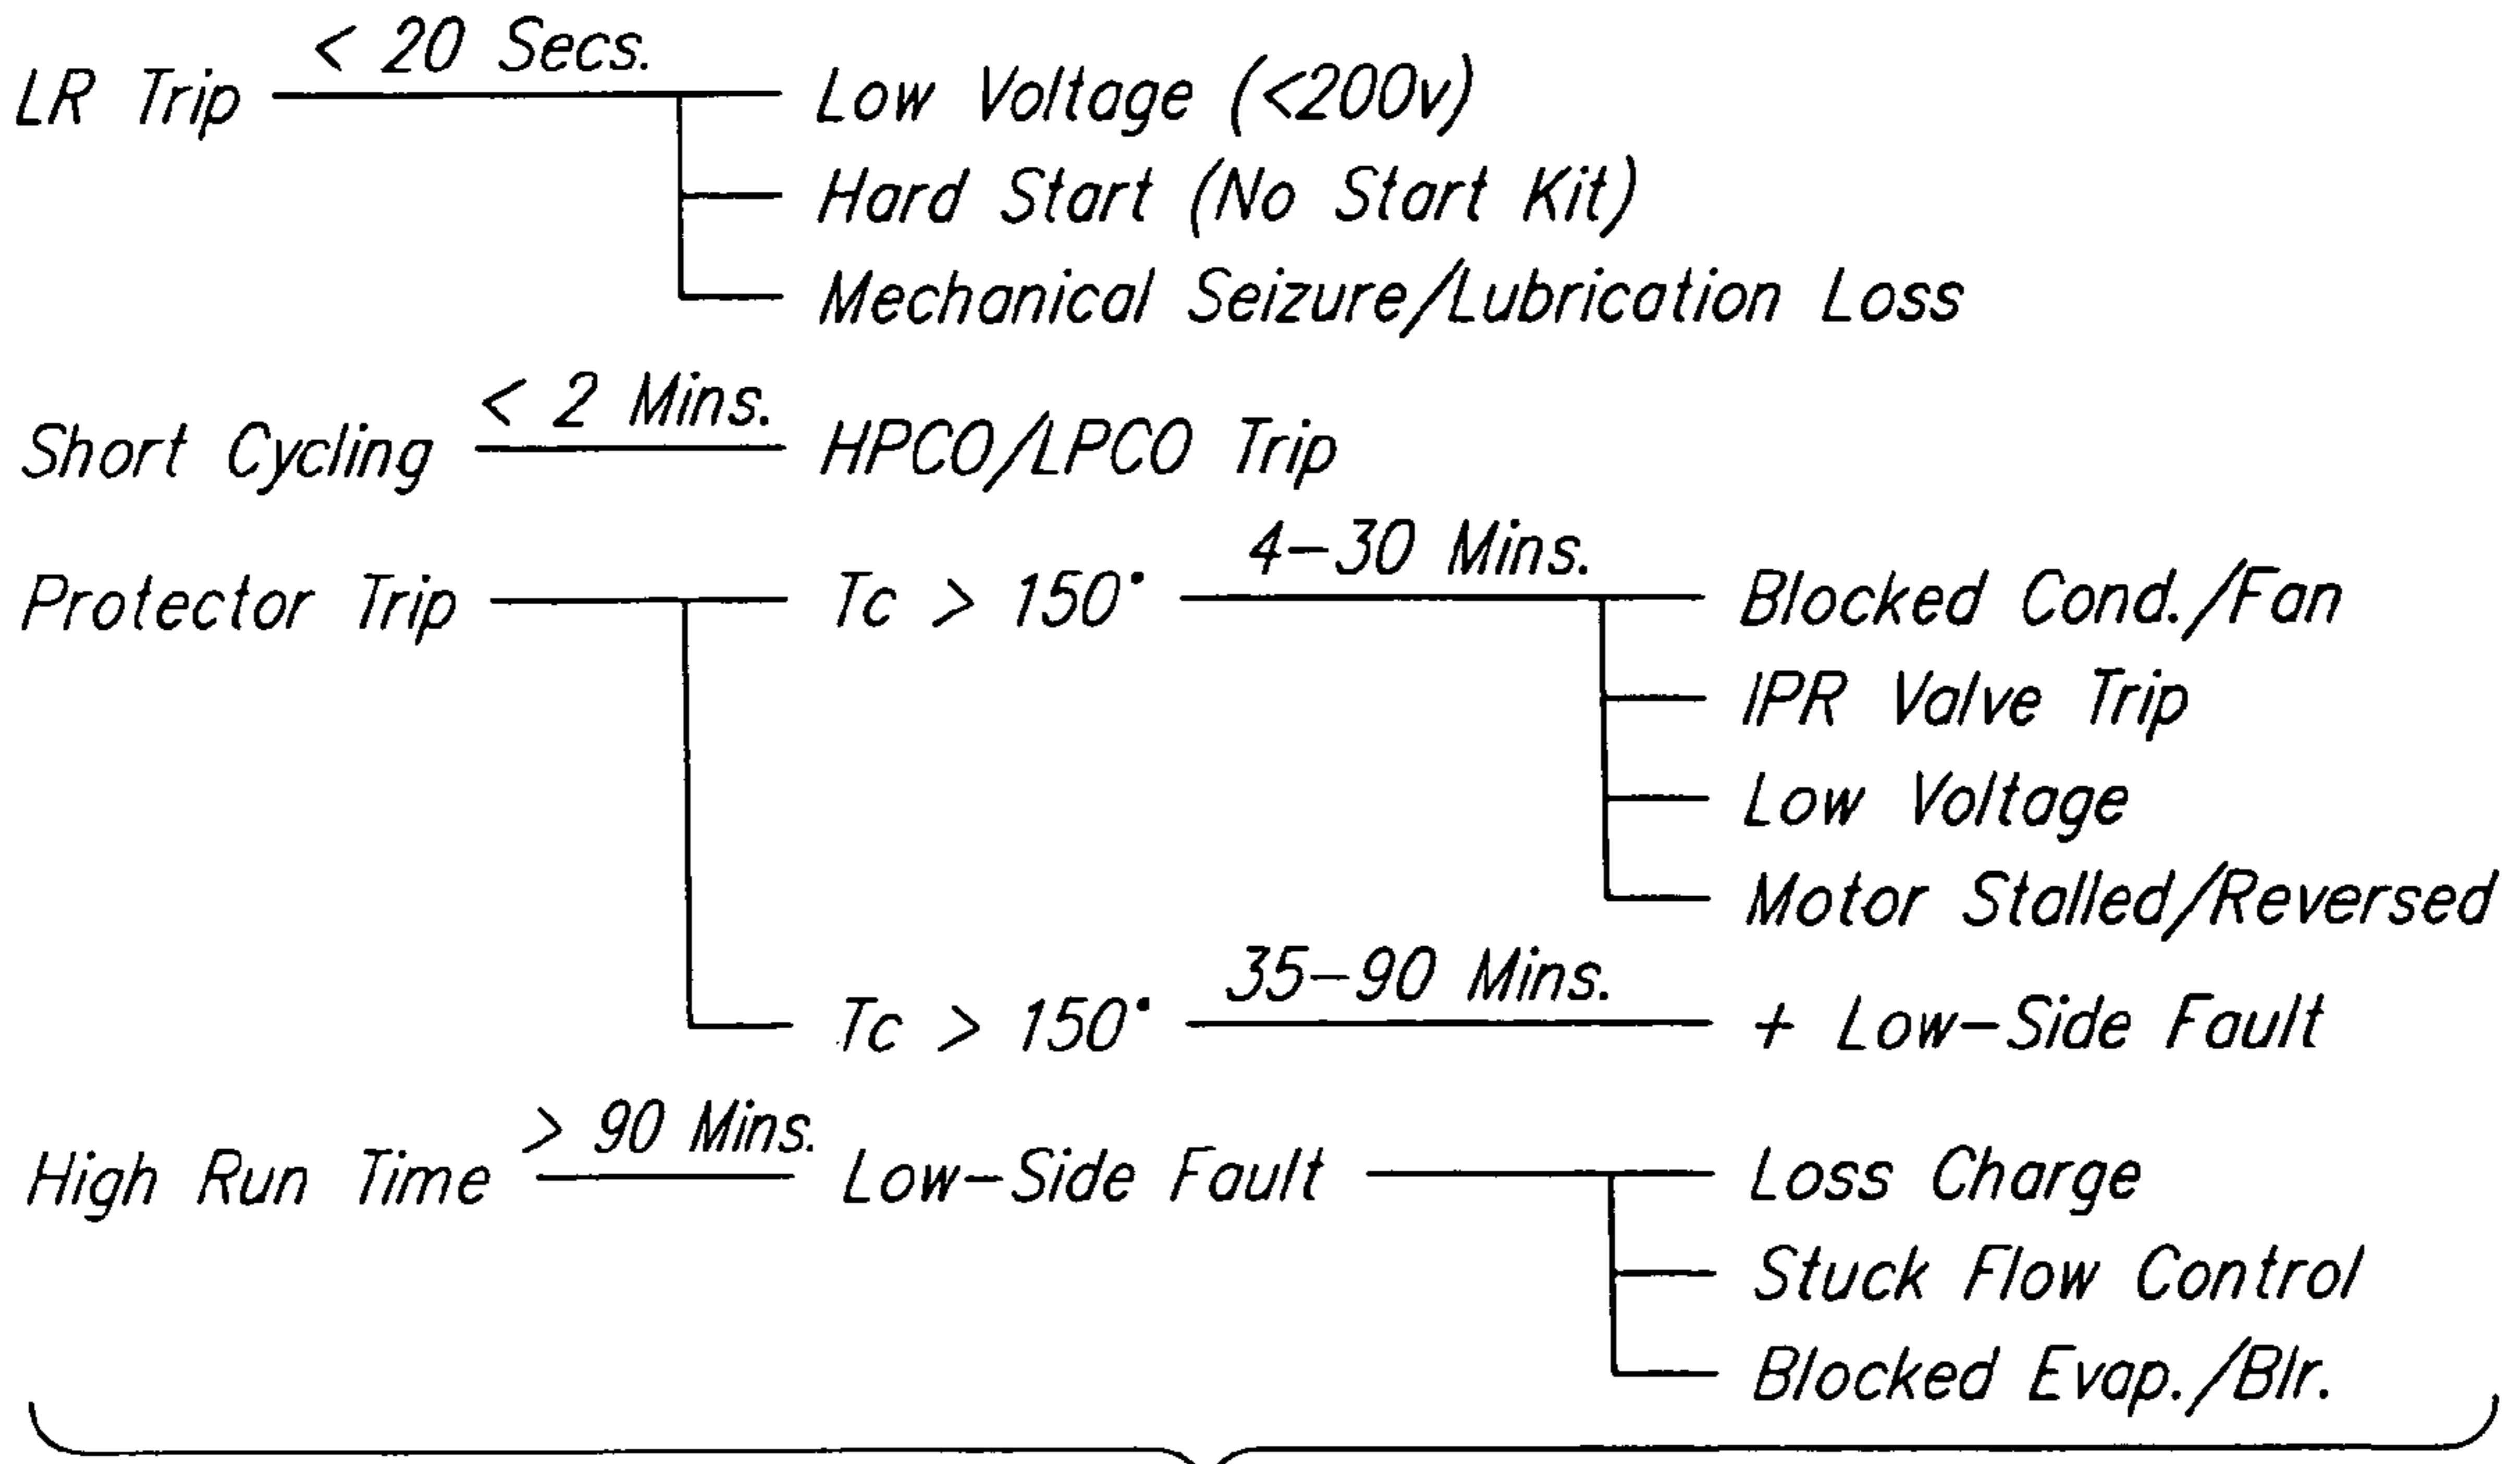 < 20 Secs.
LR Trip
Low Voltage (<200v)
Hard Start (No Start Kit)
Mechanical Seizure/Lubrication Loss
< 2 Mins.
Short Cycling
HPCO/LPCO Trip
4–30 Mins.
Protector Trip
Tc > 150°
Blocked Cond./Fan
IPR Valve Trip
Low Voltage
Motor Stalled/Reversed
35–90 Mins.
Tc > 150°
+ Low–Side Fault
> 90 Mins.
High Run Time
Low–Side Fault
Loss Charge
Stuck Flow Control
Blocked Evap./Blr.